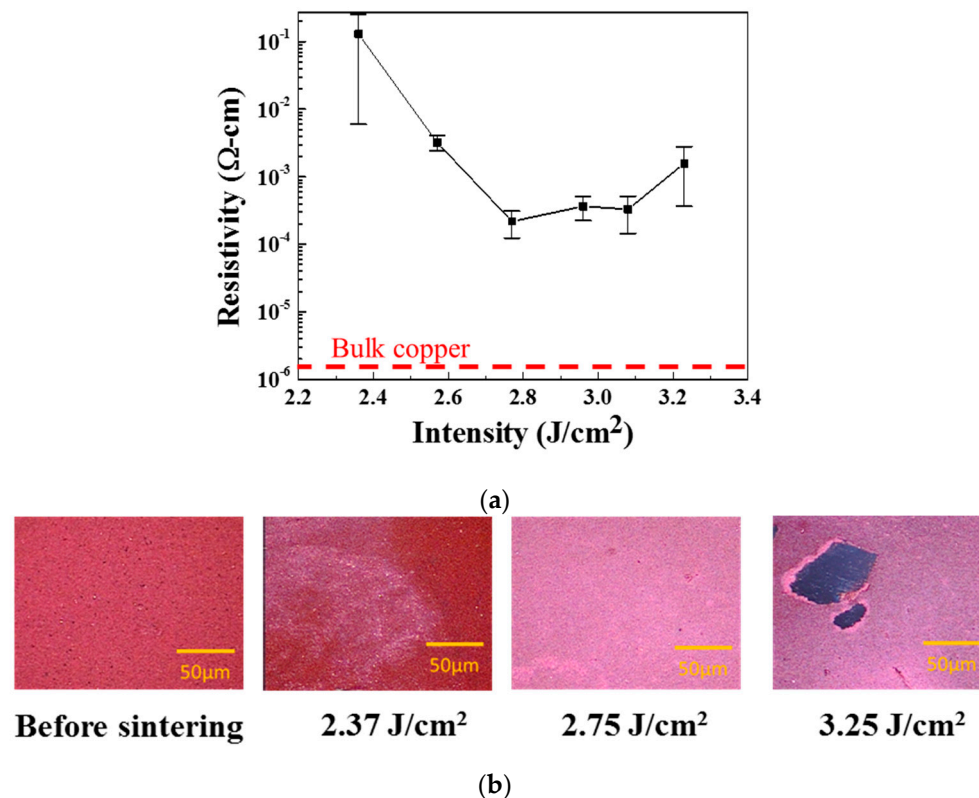 10⁻¹
10⁻²
10⁻³
10⁻⁴
10⁻⁵
10⁻⁶
Resistivity (Ω-cm)
Bulk copper
2.2 2.4 2.6 2.8 3.0 3.2 3.4
Intensity (J/cm²)
(a)
50μm 50μm 50μm 50μm
Before sintering 2.37 J/cm² 2.75 J/cm² 3.25 J/cm²
(b)